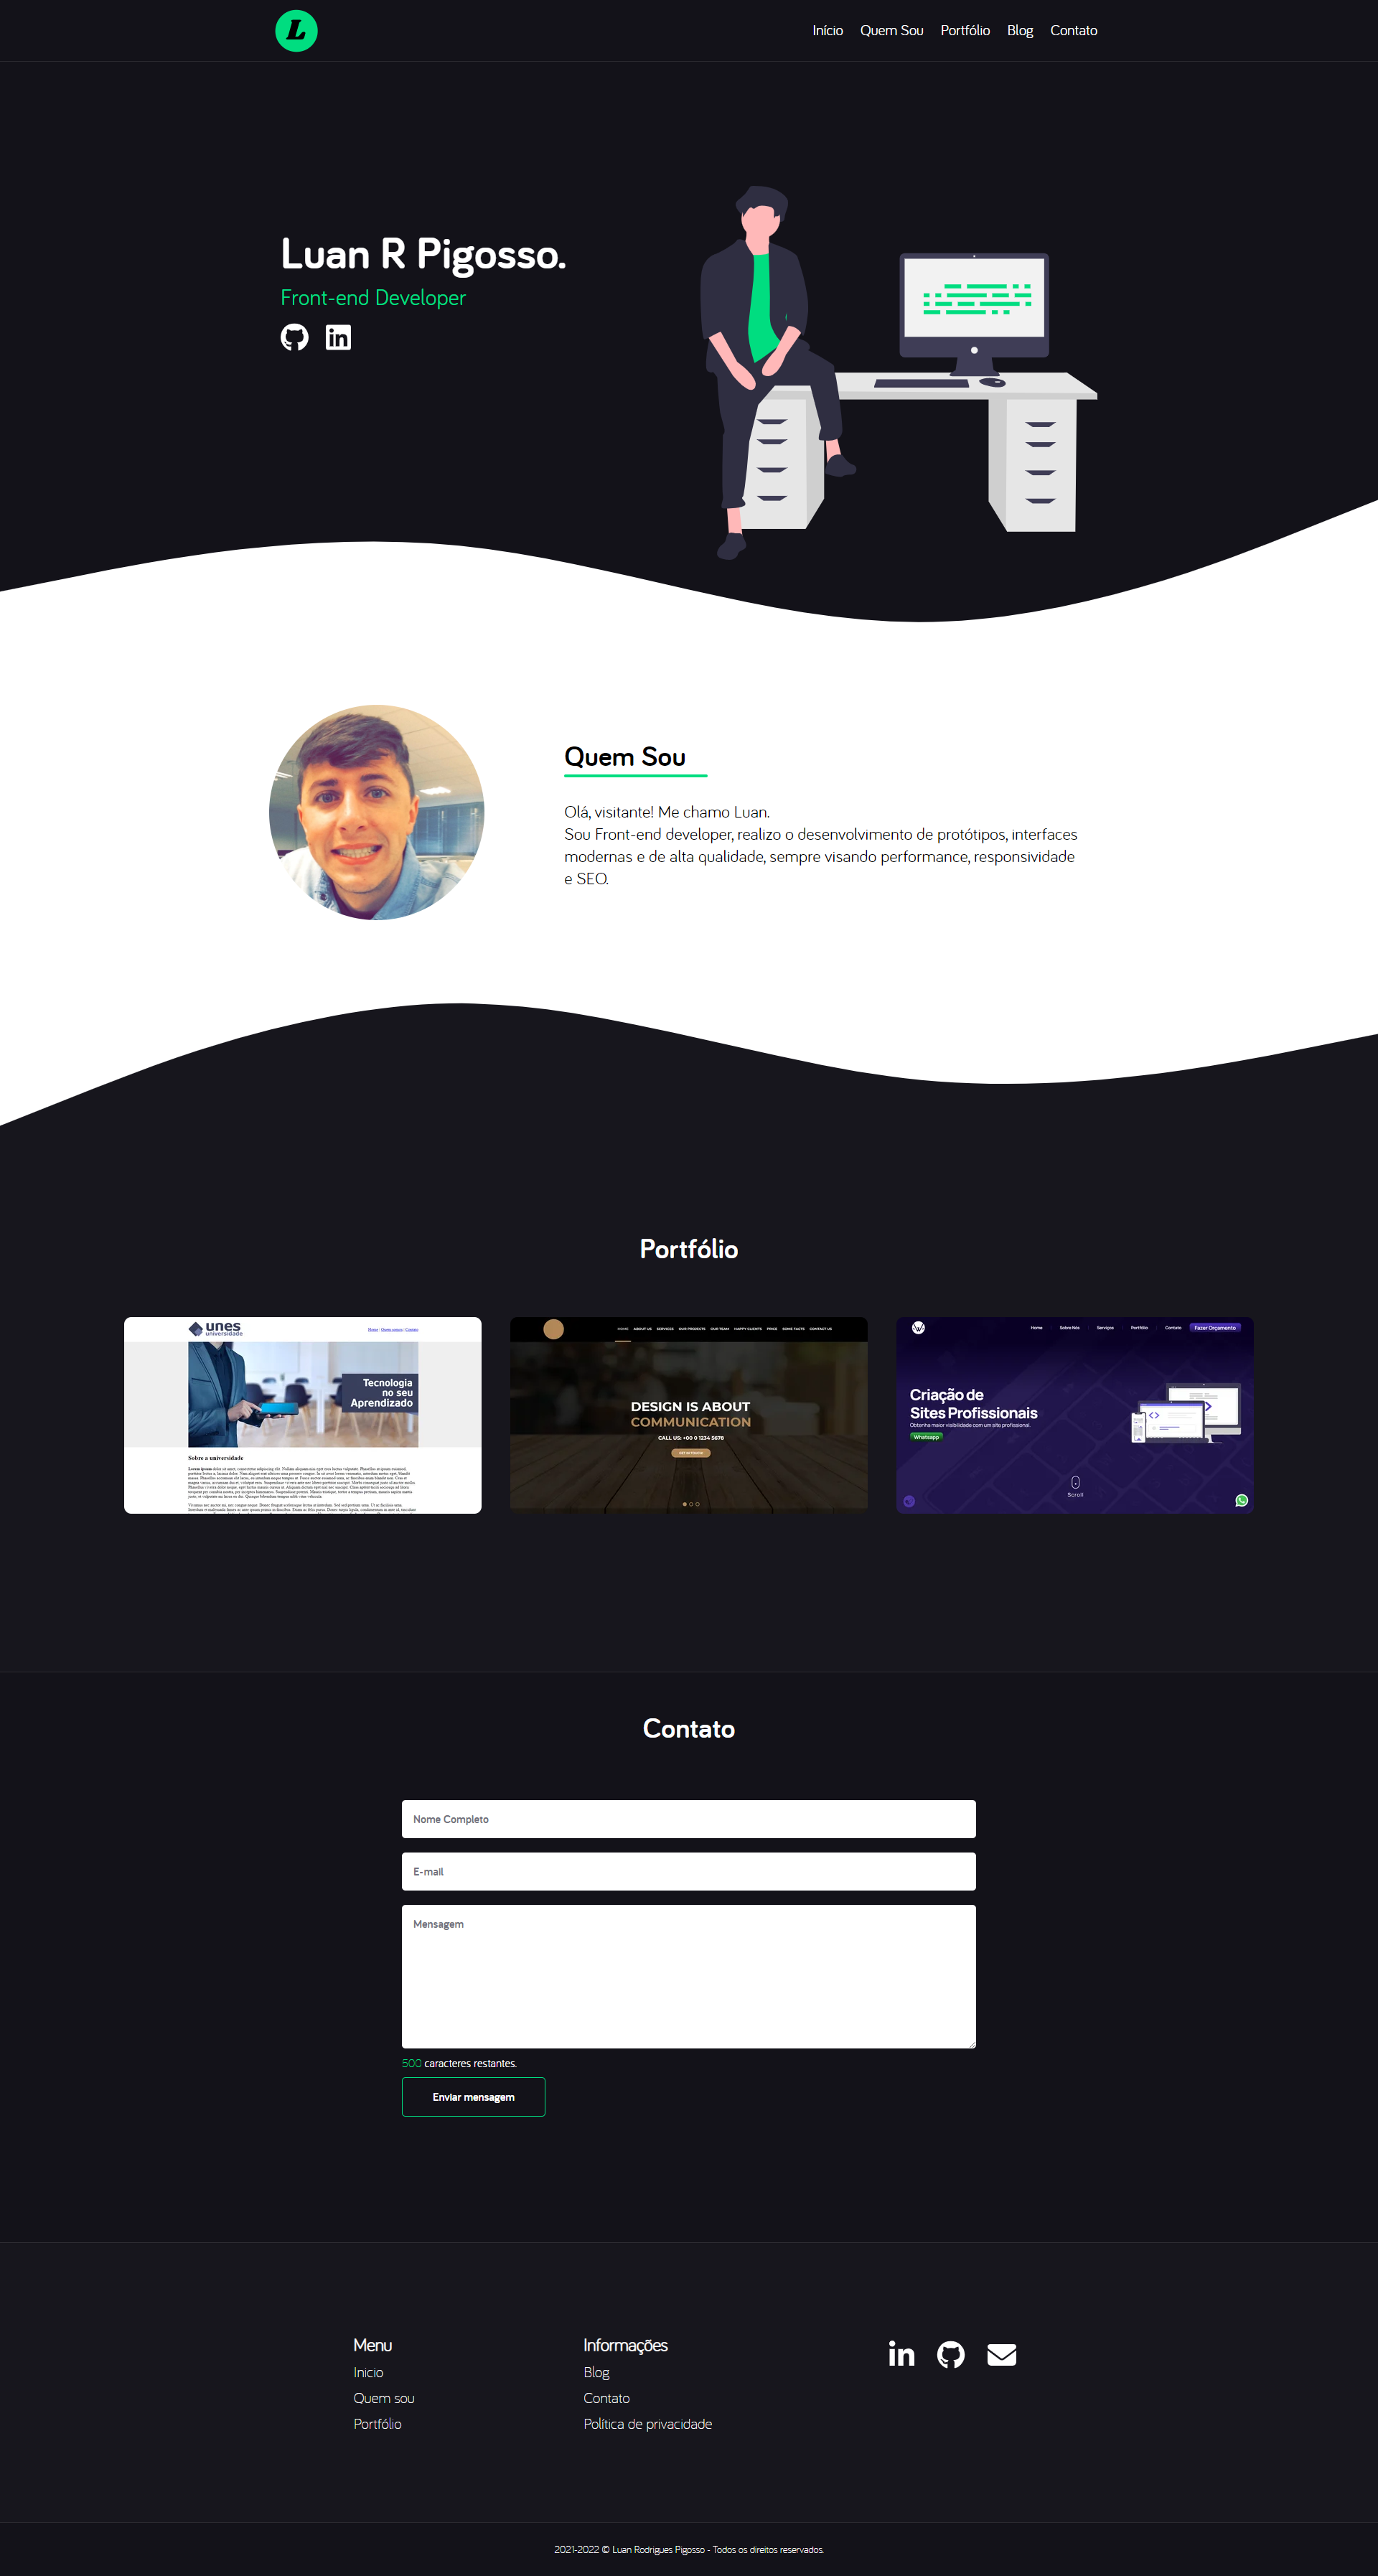 L
Início Quem Sou Portfólio Blog Contato
Luan R Pigosso.
Front-end Developer
Quem Sou
Olá, visitante! Me chamo Luan.
Sou Front-end developer, realizo o desenvolvimento de protótipos, interfaces
modernas e de alta qualidade, sempre visando performance, responsividade
e SEO.
Portfólio
unes
universidade
Home | Quem somos | Contato
Tecnologia
no seu
Aprendizado
Sobre a universidade
HOME ABOUT US SERVICES OUR PROJECTS OUR TEAM HAPPY CLIENTS PRICE SOME FACTS CONTACT US
DESIGN IS ABOUT
COMMUNICATION
CALL US: +00 0 1234 5678
GET IN TOUCH
Home Sobre Nós Serviços Portfólio Contato Fazer Orçamento
Criação de
Sites Profissionais
Obtenha maior visibilidade com um site profissional.
Whatsapp
Scroll
Contato
Nome Completo
E-mail
Mensagem
500 caracteres restantes.
Enviar mensagem
Menu
Inicio
Quem sou
Portfólio
Informações
Blog
Contato
Política de privacidade
2021-2022 © Luan Rodrigues Pigosso - Todos os direitos reservados.